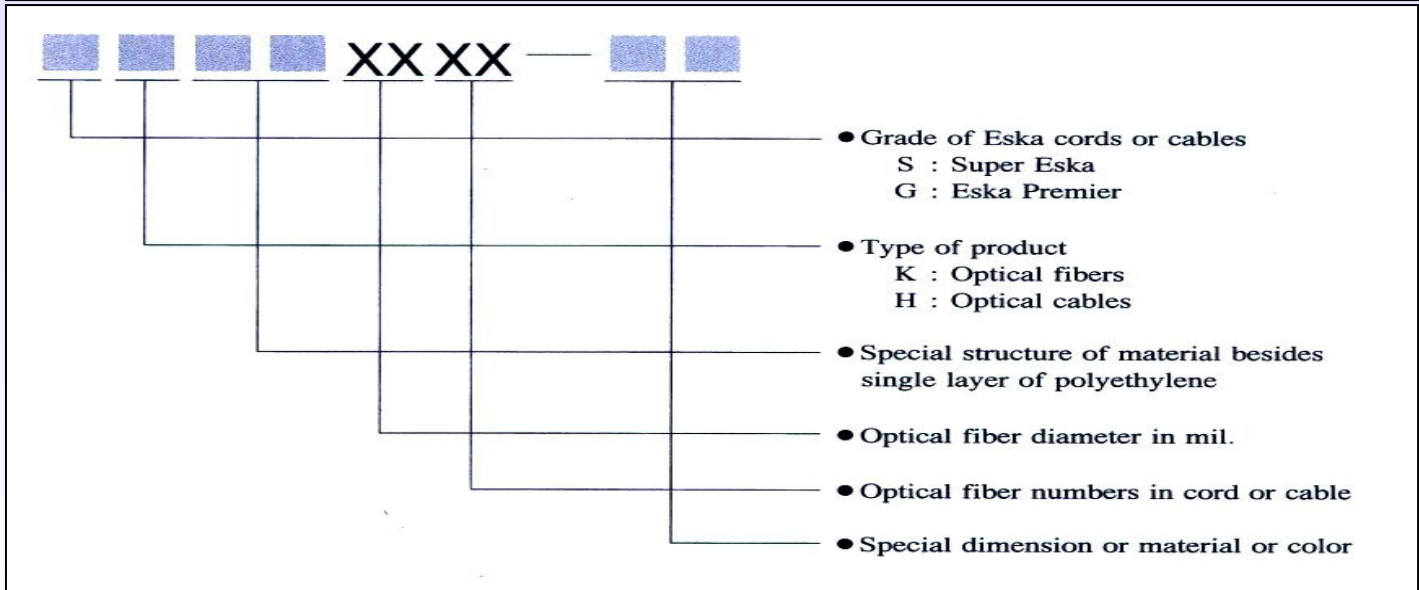 XX XX —
● Grade of Eska cords or cables
S : Super Eska
G : Eska Premier
● Type of product
K : Optical fibers
H : Optical cables
● Special structure of material besides
single layer of polyethylene
● Optical fiber diameter in mil.
● Optical fiber numbers in cord or cable
● Special dimension or material or color